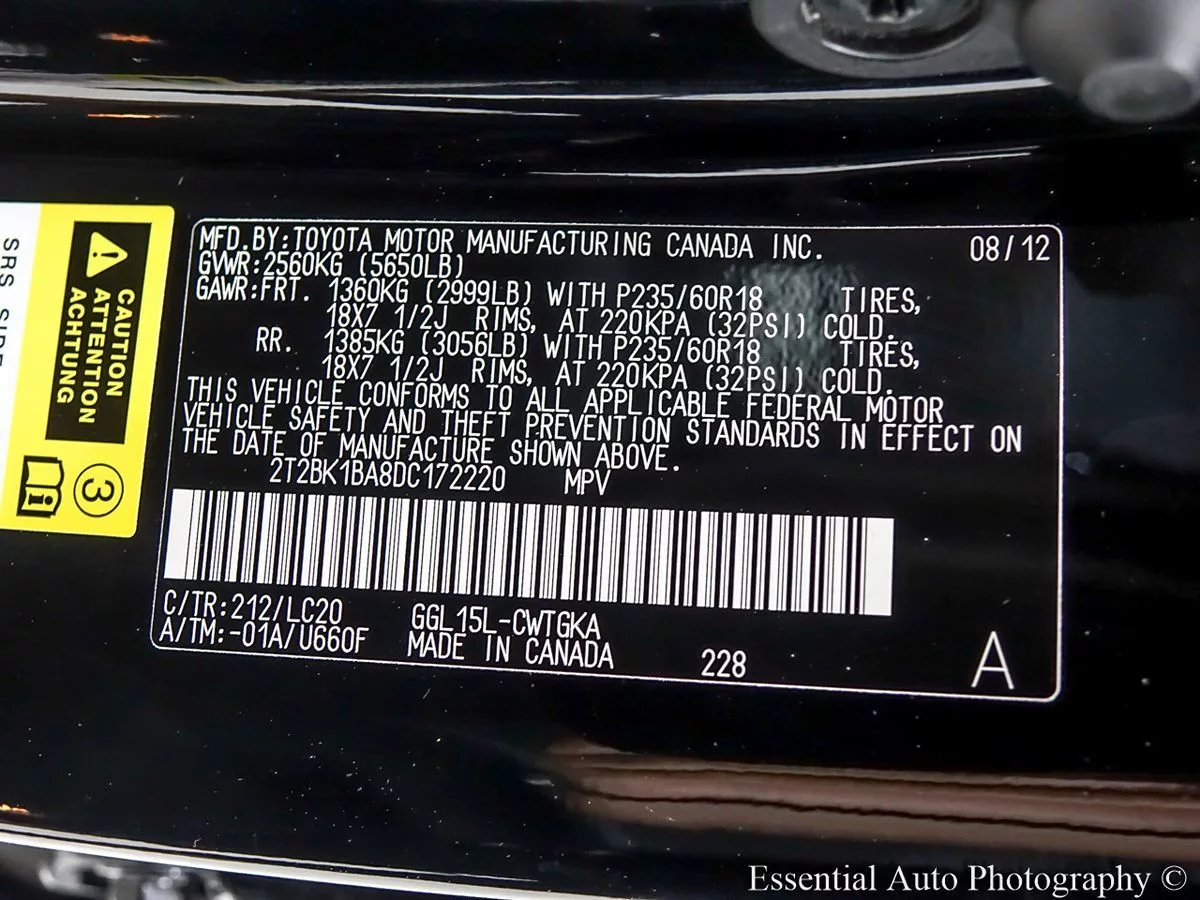 MFD.BY:TOYOTA MOTOR MANUFACTURING CANADA INC. 08/12
GVWR:2560KG (5650LB)
GAWR:FRT. 1360KG (2999LB) WITH P235/60R18 TIRES,
18X7 1/2J RIMS, AT 220KPA (32PSI) COLD.
RR. 1385KG (3056LB) WITH P235/60R18 TIRES,
18X7 1/2J RIMS, AT 220KPA (32PSI) COLD.
THIS VEHICLE CONFORMS TO ALL APPLICABLE FEDERAL MOTOR
VEHICLE SAFETY AND THEFT PREVENTION STANDARDS IN EFFECT ON
THE DATE OF MANUFACTURE SHOWN ABOVE.
2T2BK1BA8DC172220 MPV
C/TR:212/LC20 GGL15L-CWTGKA
A/TM:-01A/U660F MADE IN CANADA 228 A
CAUTION
ATTENTION
ACHTUNG
3
SRS SIDE
Essential Auto Photography ©